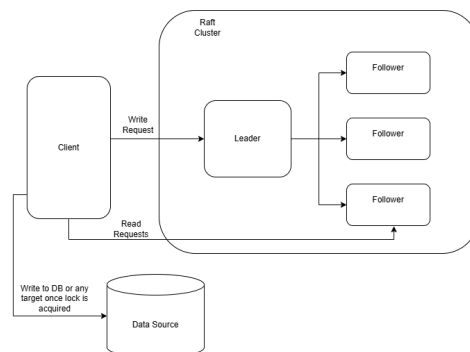 Raft
Cluster
Follower
Write
Request
Client
Leader
Follower
Follower
Read
Requests
Write to DB or any
target once lock is
acquired
Data Source